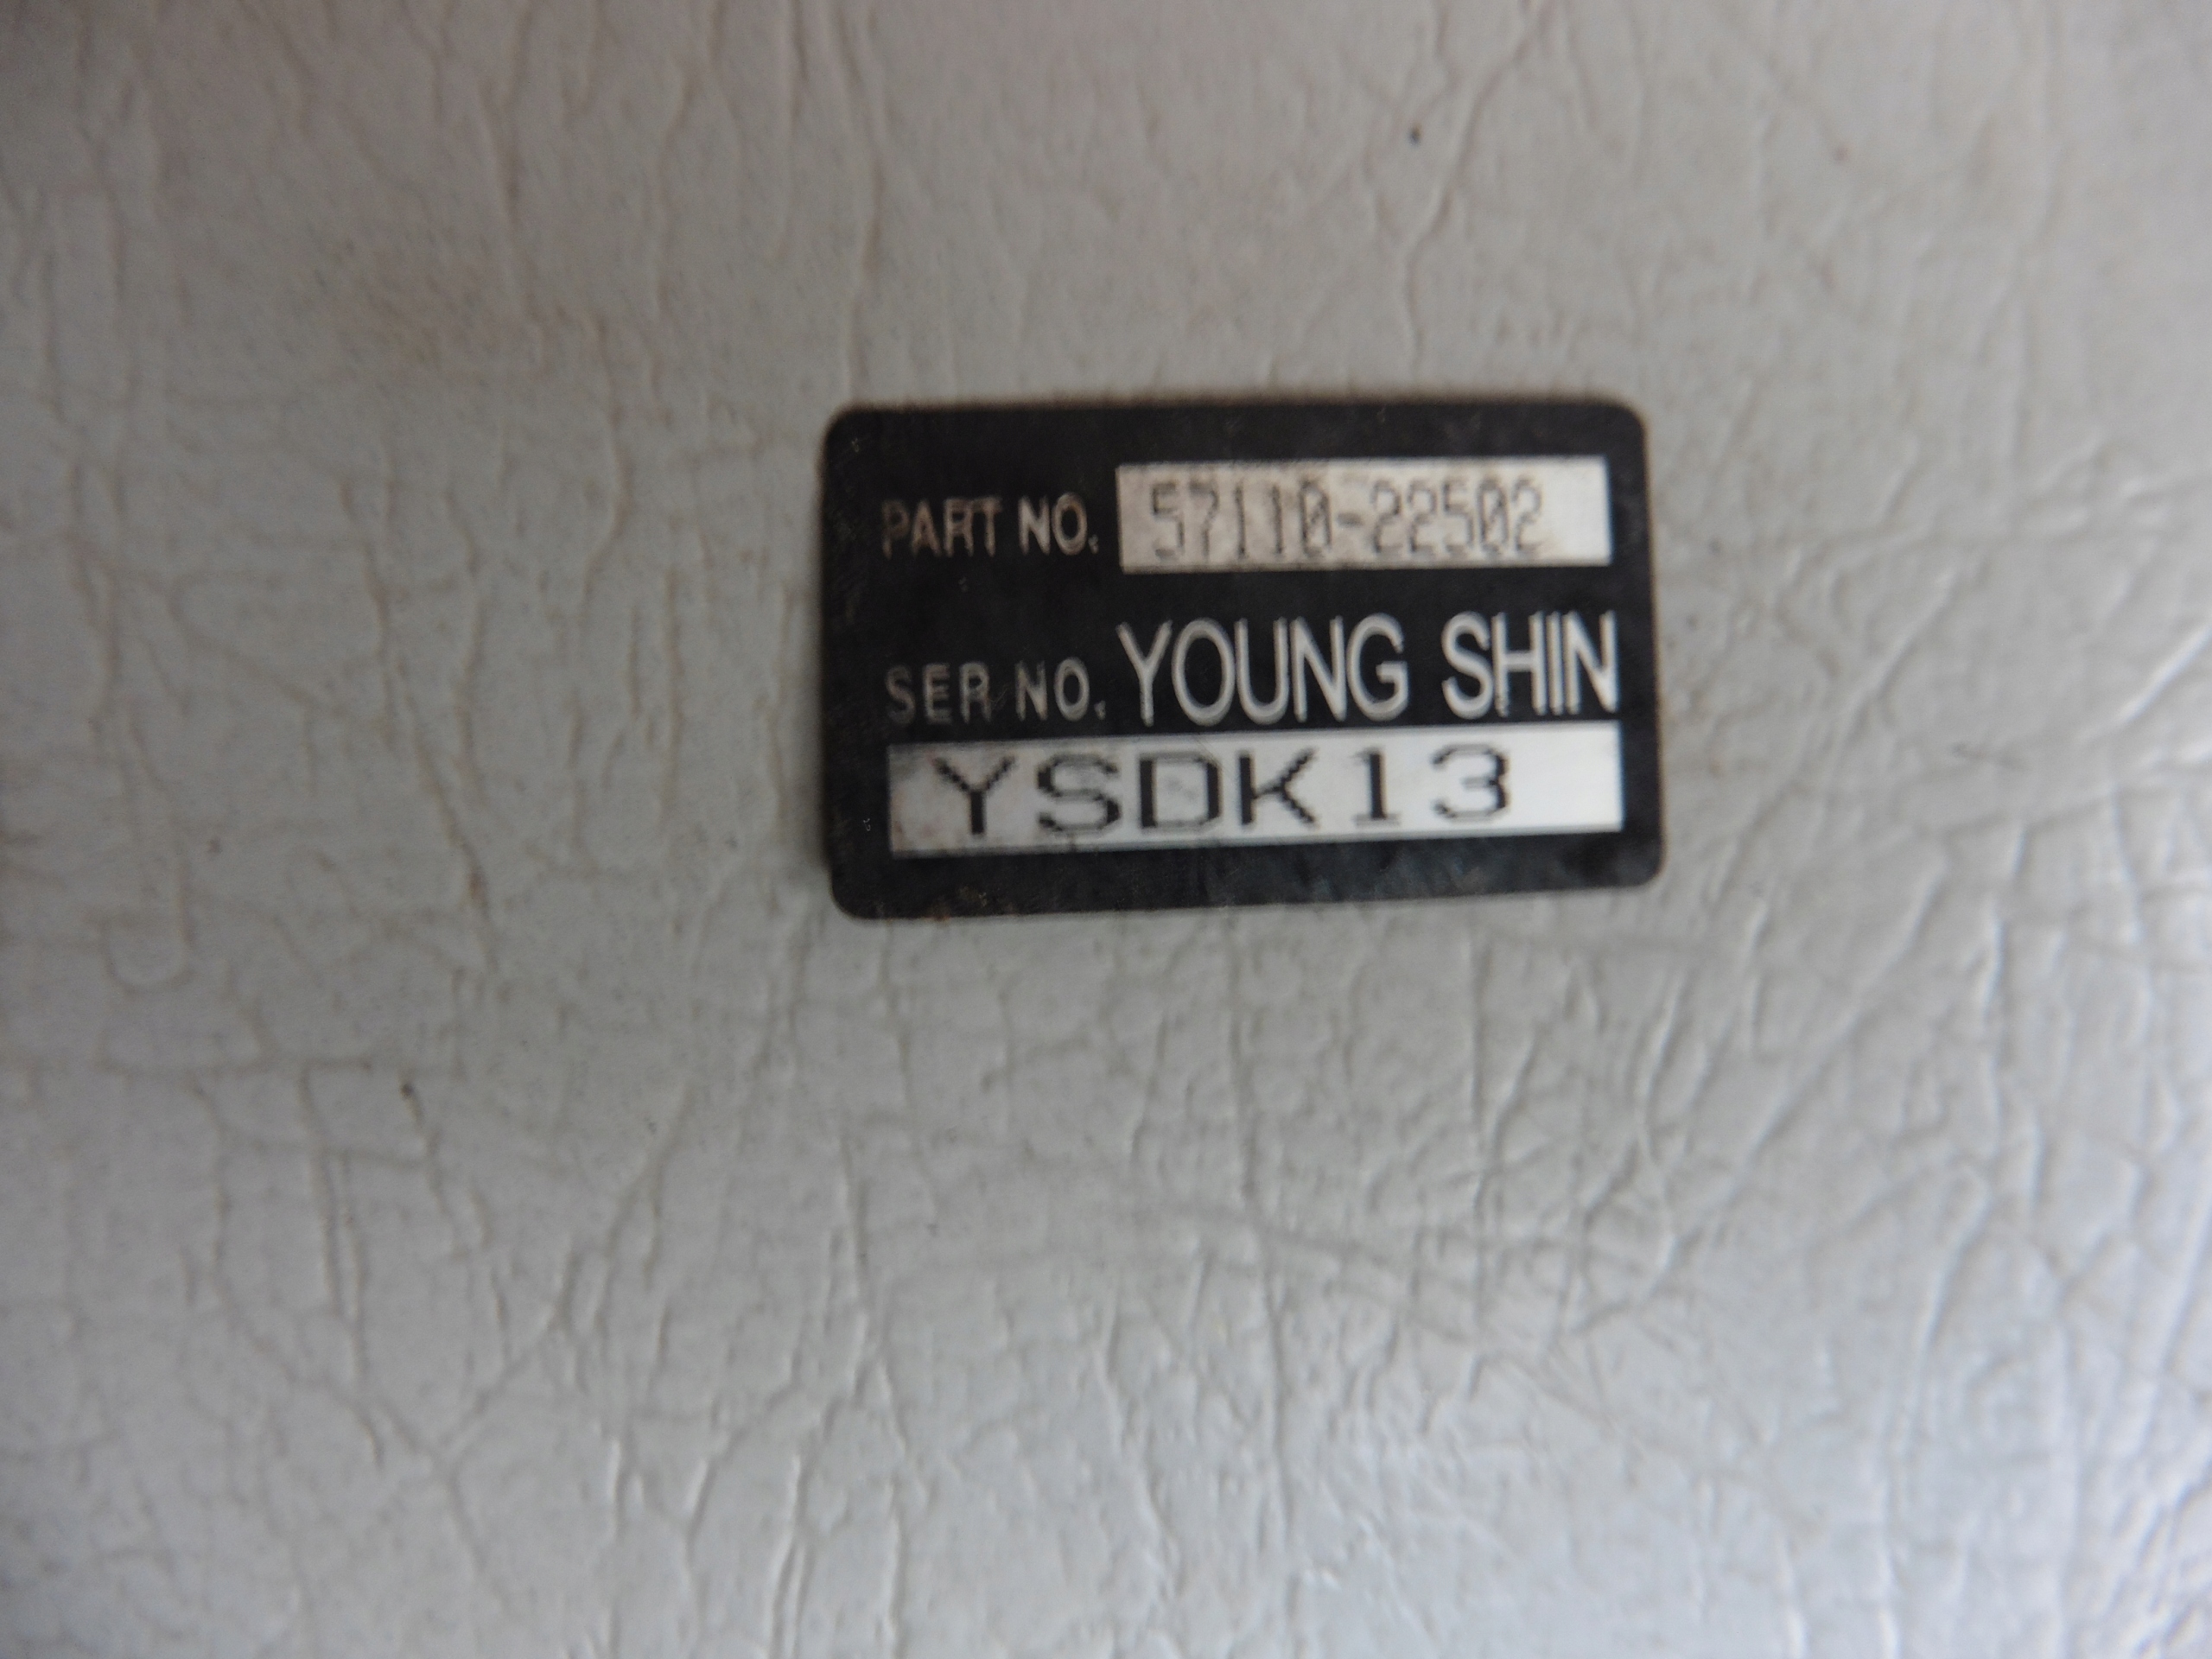 PART NO. 57110-22502
SER NO. YOUNG SHIN
YSDK13